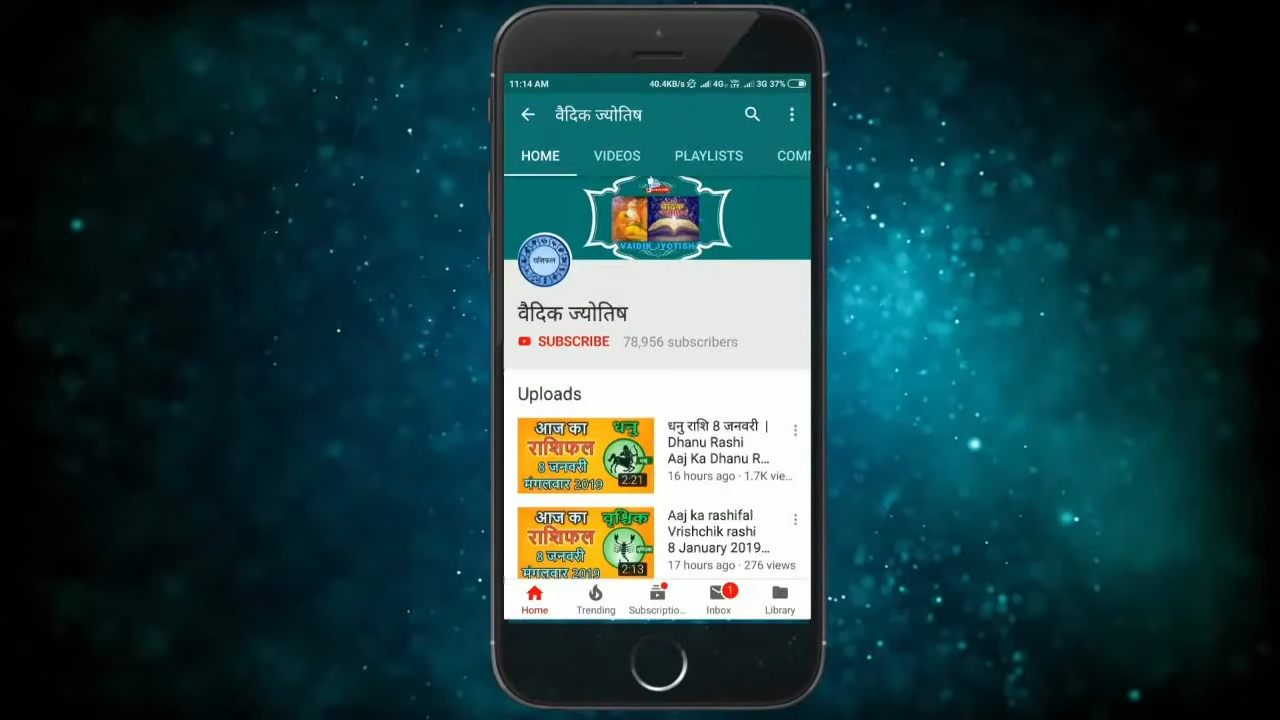 11:14 AM 40.4KB/s 4G 3G 37%
वैदिक ज्योतिष
HOME VIDEOS PLAYLISTS COMM
वैदिक
VAIDIK JYOTISH
राशिफल
वैदिक ज्योतिष
SUBSCRIBE 78,956 subscribers
Uploads
आज का धनु
राशिफल
8 जनवरी
मंगलवार 2019 2:21
धनु राशि 8 जनवरी |
Dhanu Rashi
Aaj Ka Dhanu R...
16 hours ago · 1.7K vie...
आज का वृश्चिक
राशिफल
8 जनवरी
मंगलवार 2019 2:13
Aaj ka rashifal
Vrishchik rashi
8 January 2019...
17 hours ago · 276 views
1
Home Trending Subscriptio... Inbox Library